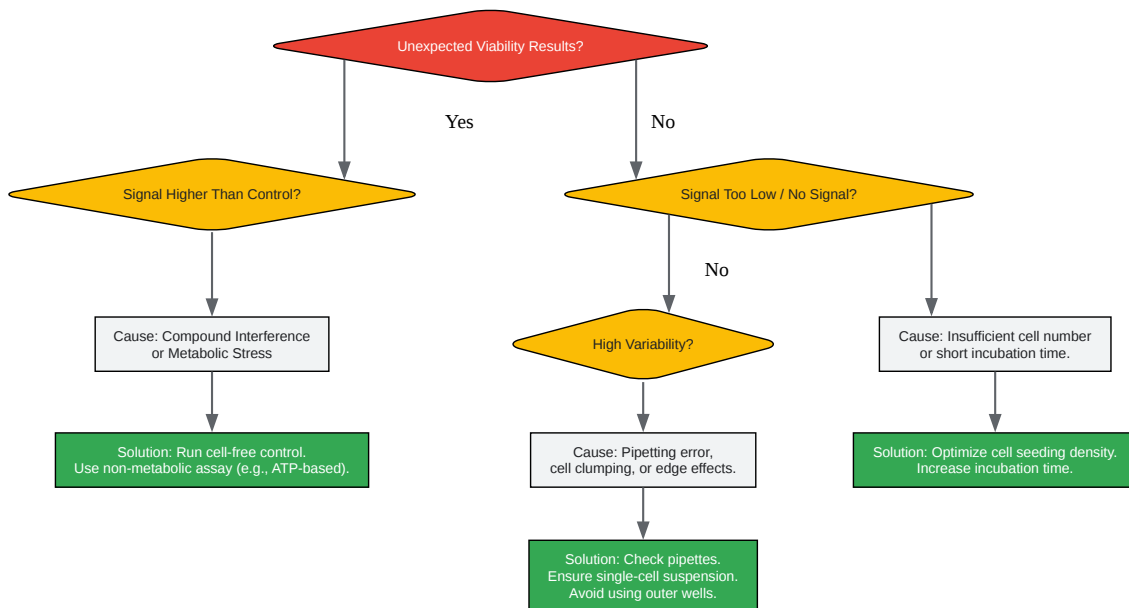 Unexpected Viability Results?
Yes
No
Signal Higher Than Control?
Signal Too Low / No Signal?
No
Cause: Compound Interference
or Metabolic Stress
High Variability?
Cause: Insufficient cell number
or short incubation time.
Solution: Run cell-free control.
Use non-metabolic assay (e.g., ATP-based).
Cause: Pipetting error,
cell clumping, or edge effects.
Solution: Optimize cell seeding density.
Increase incubation time.
Solution: Check pipettes.
Ensure single-cell suspension.
Avoid using outer wells.